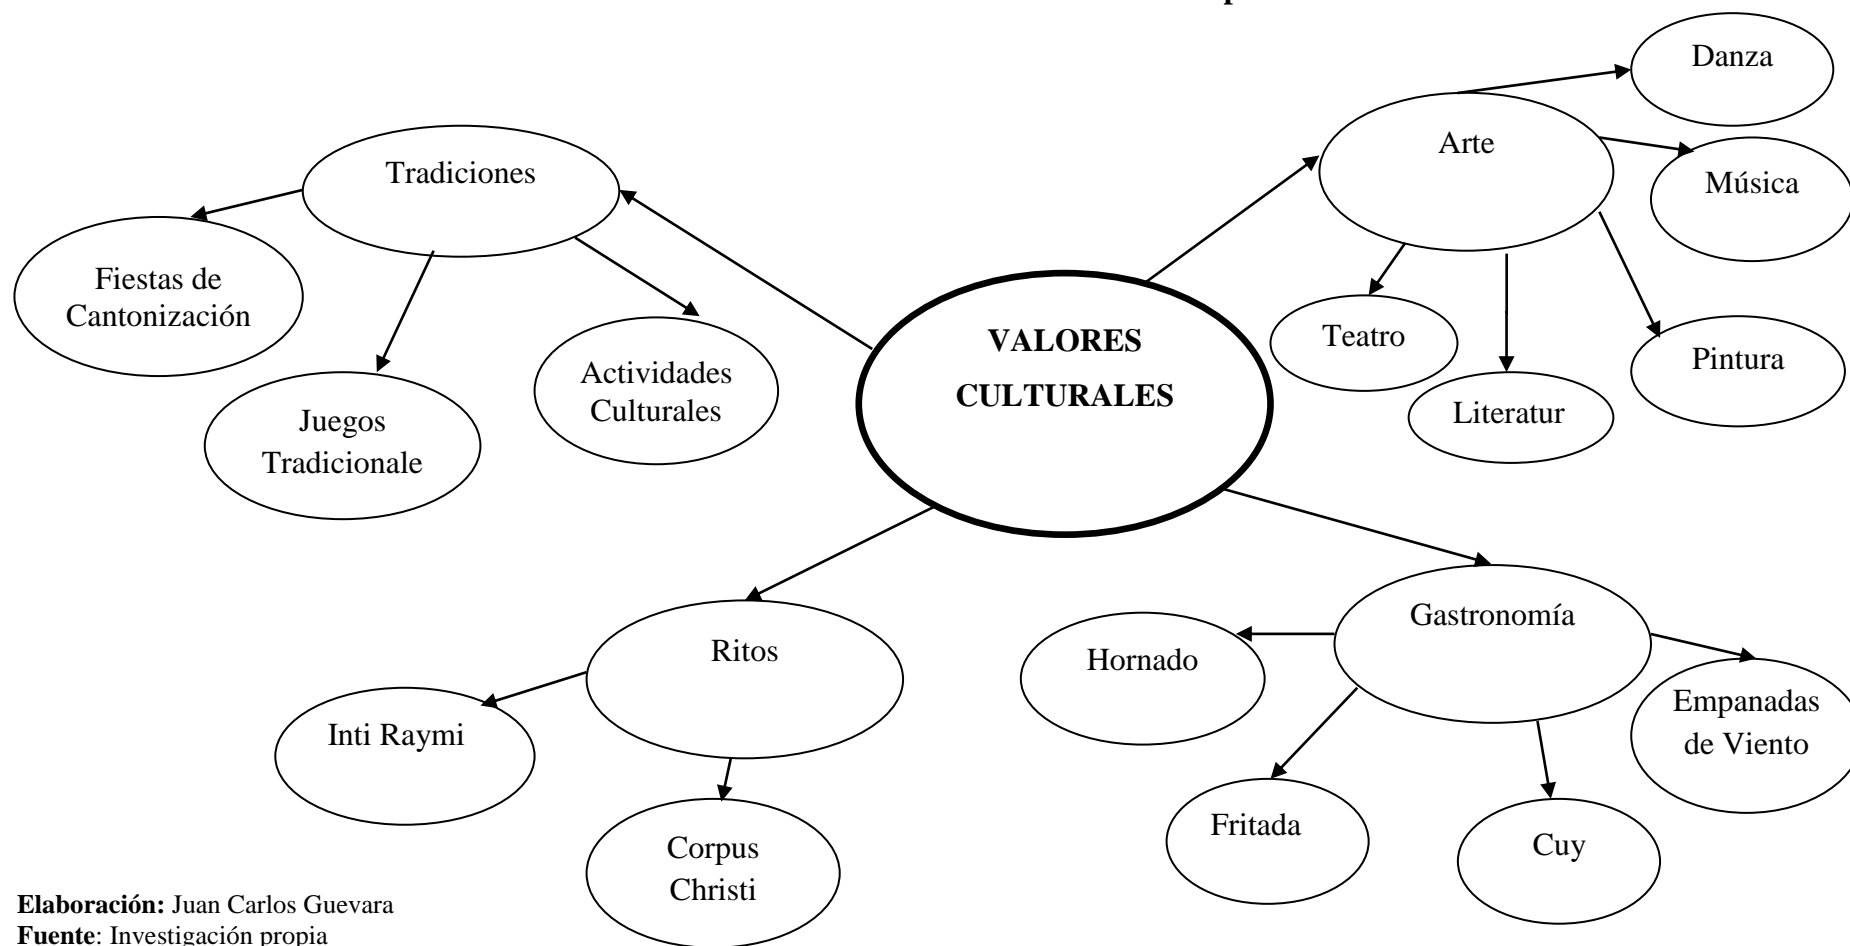 Danza
Arte
Tradiciones
Música
Fiestas de
Cantonización
VALORES
CULTURALES
Teatro
Pintura
Actividades
Culturales
Literatur
Juegos
Tradicionale
Gastronomía
Ritos
Hornado
Empanadas
de Viento
Inti Raymi
Fritada
Cuy
Corpus
Christi
Elaboración: Juan Carlos Guevara
Fuente: Investigación propia